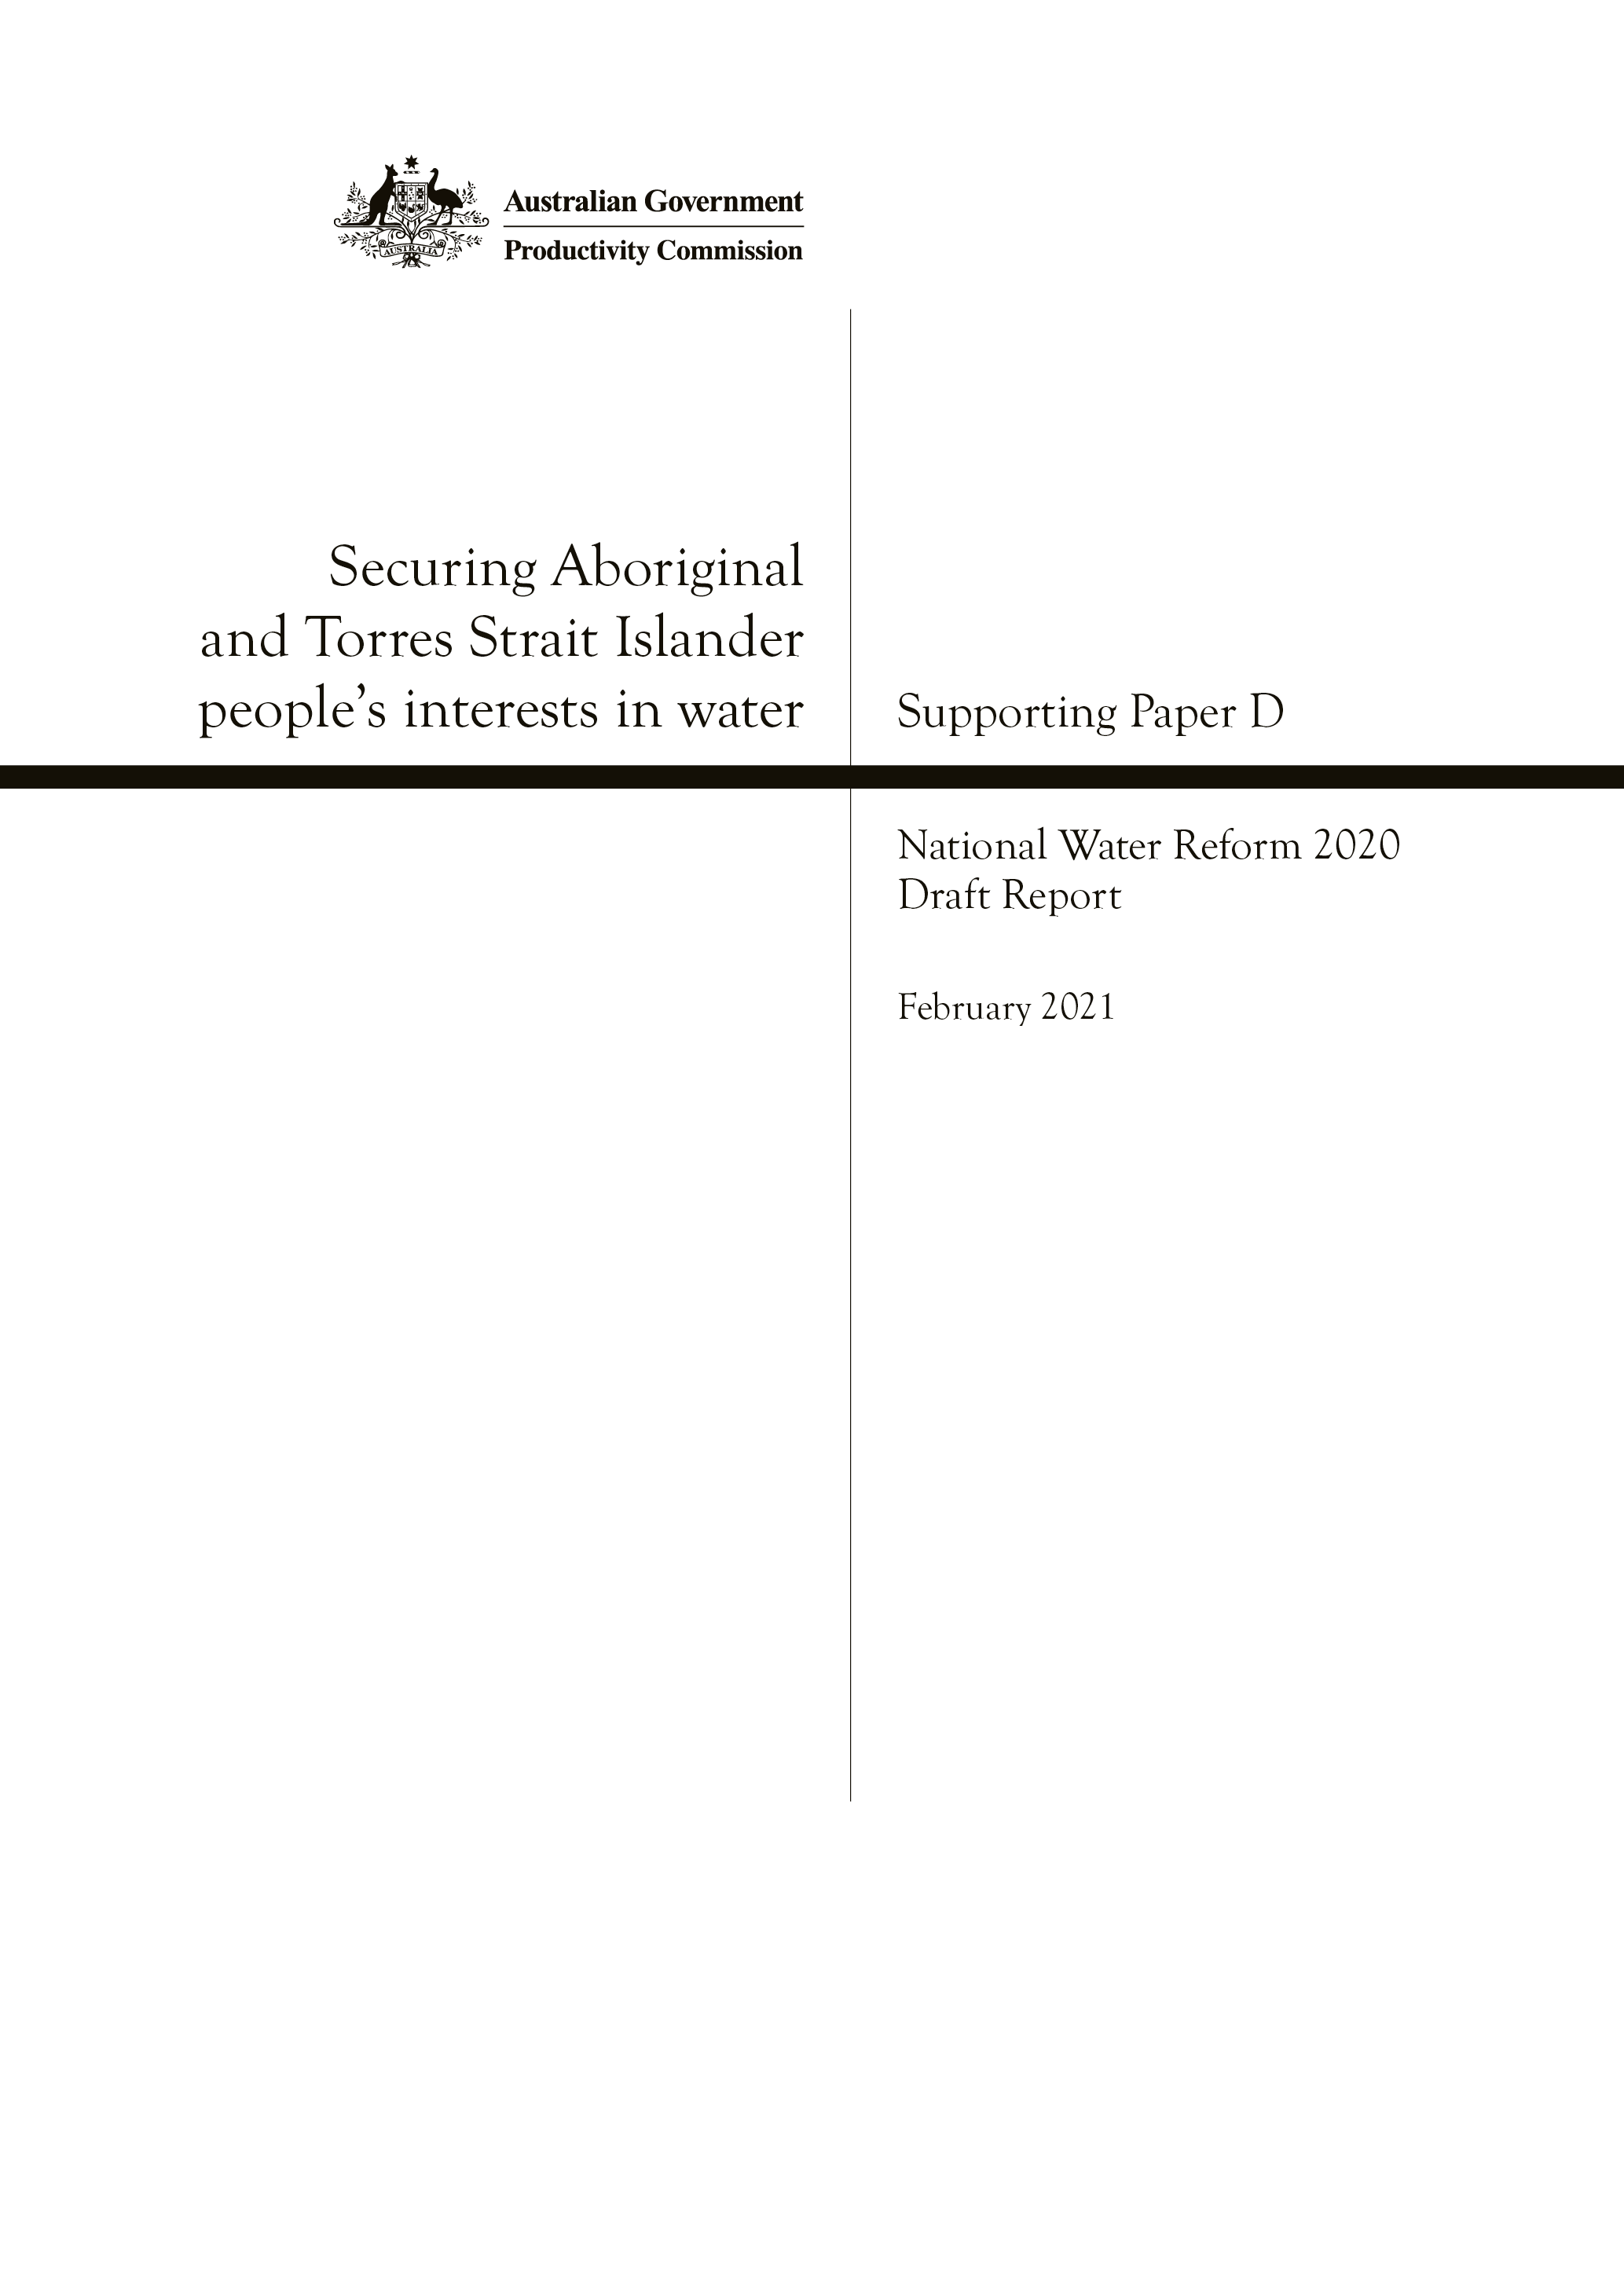 AUSTRALIA
Australian Government
Productivity Commission
Securing Aboriginal
and Torres Strait Islander
people’s interests in water
Supporting Paper D
National Water Reform 2020
Draft Report
February 2021